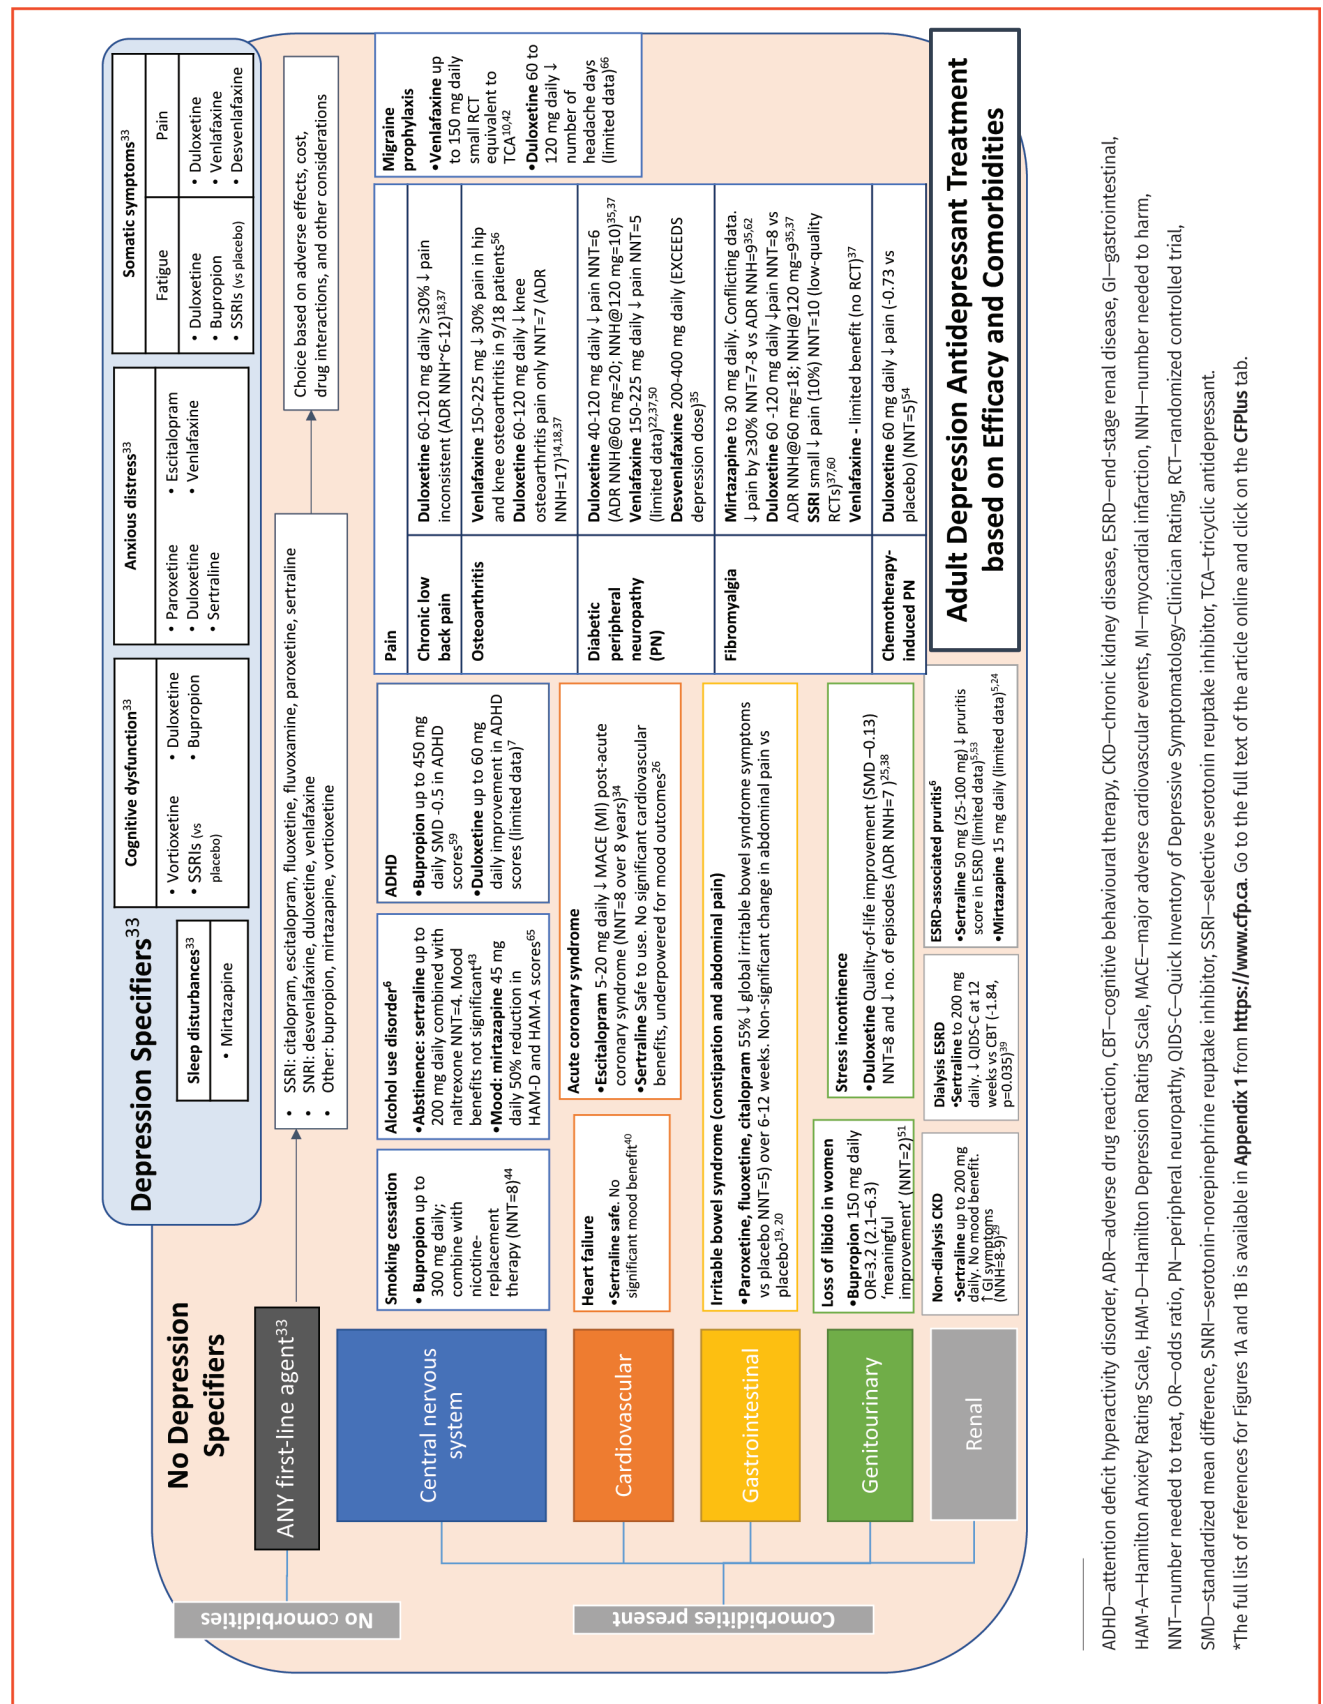 Depression Specifiers33
Sleep disturbances33
• Mirtazapine
Cognitive dysfunction33
• Vortioxetine
• SSRIs (vs
placebo)
• Duloxetine
• Bupropion
Anxious distress33
• Paroxetine
• Duloxetine
• Sertraline
• Escitalopram
• Venlafaxine
Somatic symptoms33
Fatigue
Pain
• Duloxetine
• Bupropion
• SSRIs (vs placebo)
• Duloxetine
• Venlafaxine
• Desvenlafaxine
No Depression
Specifiers
No comorbidities
ANY first-line agent33
• SSRI: citalopram, escitalopram, fluoxetine, fluvoxamine, paroxetine, sertraline
• SNRI: desvenlafaxine, duloxetine, venlafaxine
• Other: bupropion, mirtazapine, vortioxetine
Choice based on adverse effects, cost,
drug interactions, and other considerations
Comorbidities present
Central nervous
system
Smoking cessation
• Bupropion up to
300 mg daily;
combine with
nicotine-
replacement
therapy (NNT=8)44
Alcohol use disorder6
•Abstinence: sertraline up to
200 mg daily combined with
naltrexone NNT=4. Mood
benefits not significant43
•Mood: mirtazapine 45 mg
daily 50% reduction in
HAM-D and HAM-A scores65
ADHD
•Bupropion up to 450 mg
daily SMD -0.5 in ADHD
scores59
•Duloxetine up to 60 mg
daily improvement in ADHD
scores (limited data)7
Pain
Chronic low
back pain
Duloxetine 60-120 mg daily ≥30% ↓ pain
inconsistent (ADR NNH~6-12)18,37
Osteoarthritis
Venlafaxine 150-225 mg ↓ 30% pain in hip
and knee osteoarthritis in 9/18 patients56
Duloxetine 60-120 mg daily ↓ knee
osteoarthritis pain only NNT=7 (ADR
NNH=17)14,18,37
Diabetic
peripheral
neuropathy
(PN)
Duloxetine 40-120 mg daily ↓ pain NNT=6
(ADR NNH@60 mg=20; NNH@120 mg=10)35,37
Venlafaxine 150-225 mg daily ↓ pain NNT=5
(limited data)22,37,50
Desvenlafaxine 200-400 mg daily (EXCEEDS
depression dose)35
Fibromyalgia
Mirtazapine to 30 mg daily. Conflicting data.
↓ pain by ≥30% NNT=7-8 vs ADR NNH=935,62
Duloxetine 60 -120 mg daily ↓pain NNT=8 vs
ADR NNH@60 mg=18; NNH@120 mg=935,37
SSRI small ↓ pain (10%) NNT=10 (low-quality
RCTs)37,60
Venlafaxine - limited benefit (no RCT)37
Chemotherapy-
induced PN
Duloxetine 60 mg daily ↓ pain (-0.73 vs
placebo) (NNT=5)54
Migraine
prophylaxis
•Venlafaxine up
to 150 mg daily
small RCT
equivalent to
TCA10,42
•Duloxetine 60 to
120 mg daily ↓
number of
headache days
(limited data)66
Cardiovascular
Heart failure
•Sertraline safe. No
significant mood benefit40
Acute coronary syndrome
•Escitalopram 5-20 mg daily ↓ MACE (MI) post-acute
coronary syndrome (NNT=8 over 8 years)34
•Sertraline Safe to use. No significant cardiovascular
benefits, underpowered for mood outcomes26
Gastrointestinal
Irritable bowel syndrome (constipation and abdominal pain)
•Paroxetine, fluoxetine, citalopram 55% ↓ global irritable bowel syndrome symptoms
vs placebo NNT=5) over 6-12 weeks. Non-significant change in abdominal pain vs
placebo19, 20
Genitourinary
Loss of libido in women
•Bupropion 150 mg daily
OR=3.2 (2.1–6.3)
'meaningful
improvement' (NNT=2)51
Stress incontinence
•Duloxetine Quality-of-life improvement (SMD –0.13)
NNT=8 and ↓ no. of episodes (ADR NNH=7 )25,38
Renal
Non-dialysis CKD
•Sertraline up to 200 mg
daily. No mood benefit.
↑ GI symptoms
(NNH=8-9)29
Dialysis ESRD
•Sertraline to 200 mg
daily. ↓ QIDS-C at 12
weeks vs CBT (-1.84,
p=0.035)39
ESRD-associated pruritis6
•Sertraline 50 mg (25-100 mg) ↓ pruritis
score in ESRD (limited data)5,53
•Mirtazapine 15 mg daily (limited data)5,24
Adult Depression Antidepressant Treatment
based on Efficacy and Comorbidities
ADHD—attention deficit hyperactivity disorder, ADR—adverse drug reaction, CBT—cognitive behavioural therapy, CKD—chronic kidney disease, ESRD—end-stage renal disease, GI—gastrointestinal,
HAM-A—Hamilton Anxiety Rating Scale, HAM-D—Hamilton Depression Rating Scale, MACE—major adverse cardiovascular events, MI—myocardial infarction, NNH—number needed to harm,
NNT—number needed to treat, OR—odds ratio, PN—peripheral neuropathy, QIDS-C—Quick Inventory of Depressive Symptomatology–Clinician Rating, RCT—randomized controlled trial,
SMD—standardized mean difference, SNRI—serotonin-norepinephrine reuptake inhibitor, SSRI—selective serotonin reuptake inhibitor, TCA—tricyclic antidepressant.
*The full list of references for Figures 1A and 1B is available in Appendix 1 from https://www.cfp.ca. Go to the full text of the article online and click on the CFPlus tab.